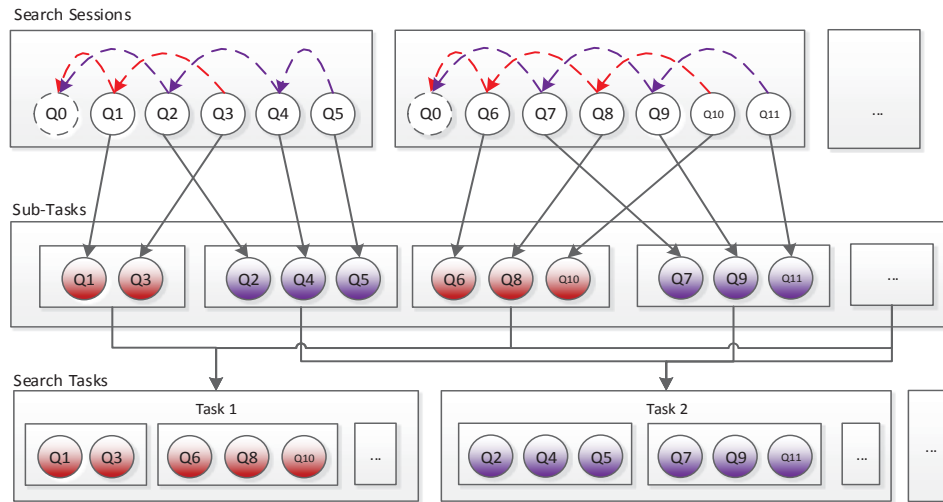 Search Sessions
Q0 Q1 Q2 Q3 Q4 Q5 Q0 Q6 Q7 Q8 Q9 Q10 Q11 ...
Sub-Tasks
Q1 Q3 Q2 Q4 Q5 Q6 Q8 Q10 Q7 Q9 Q11 ...
Search Tasks
Task 1 Task 2
Q1 Q3 Q6 Q8 Q10 ... Q2 Q4 Q5 Q7 Q9 Q11 ... ...